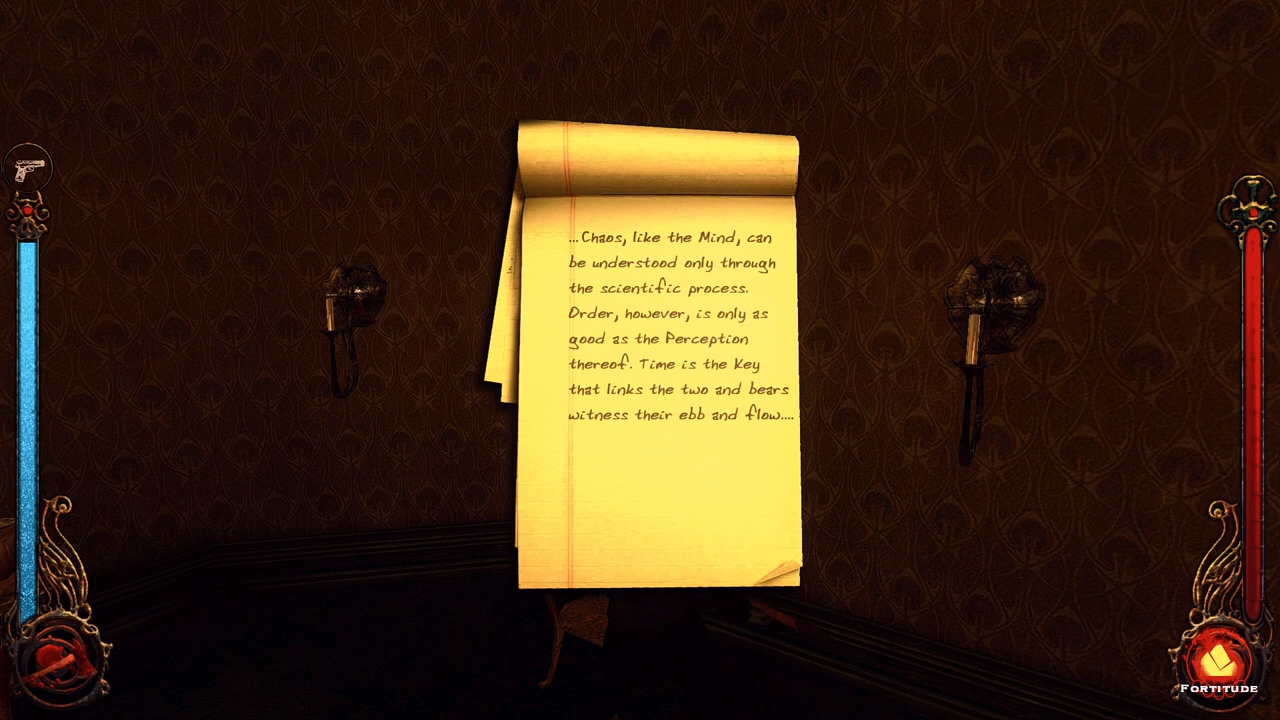 ...Chaos, like the Mind, can
be understood only through
the scientific process.
Order, however, is only as
good as the Perception
thereof. Time is the Key
that links the two and bears
witness their ebb and flow....
Fortitude